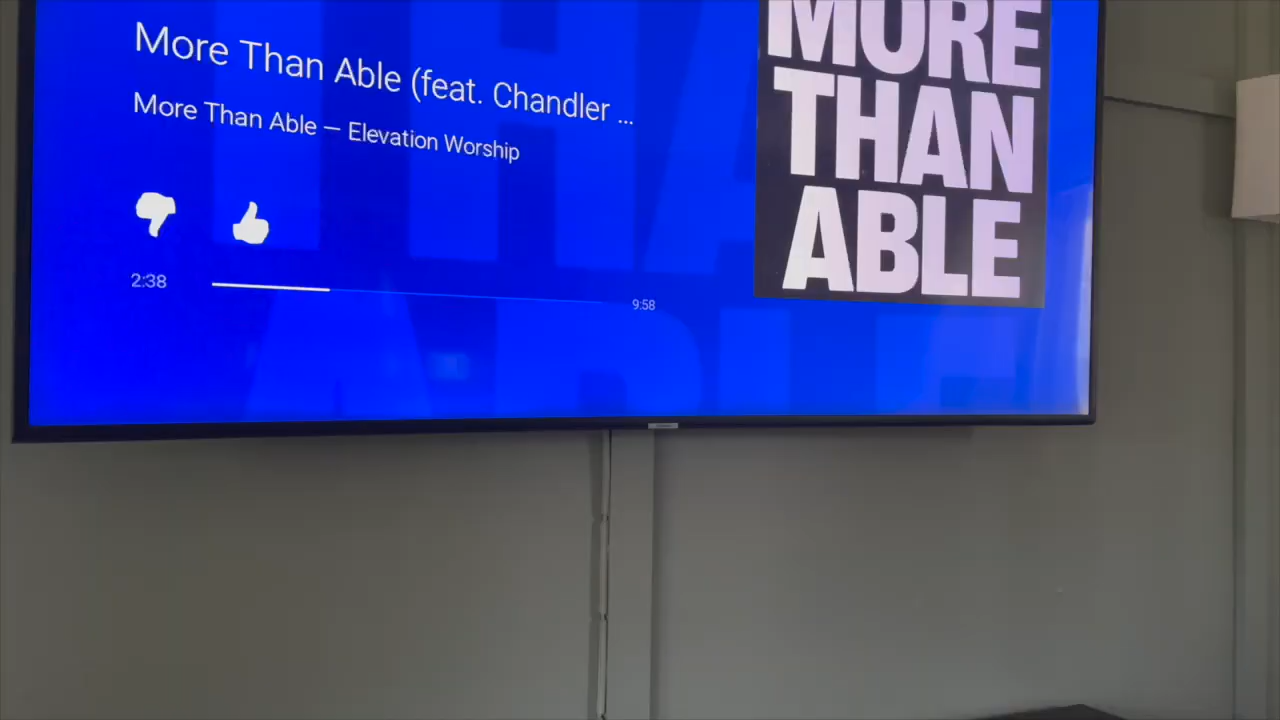 More Than Able (feat. Chandler ...
More Than Able — Elevation Worship
2:38
9:58
MORE
THAN
ABLE